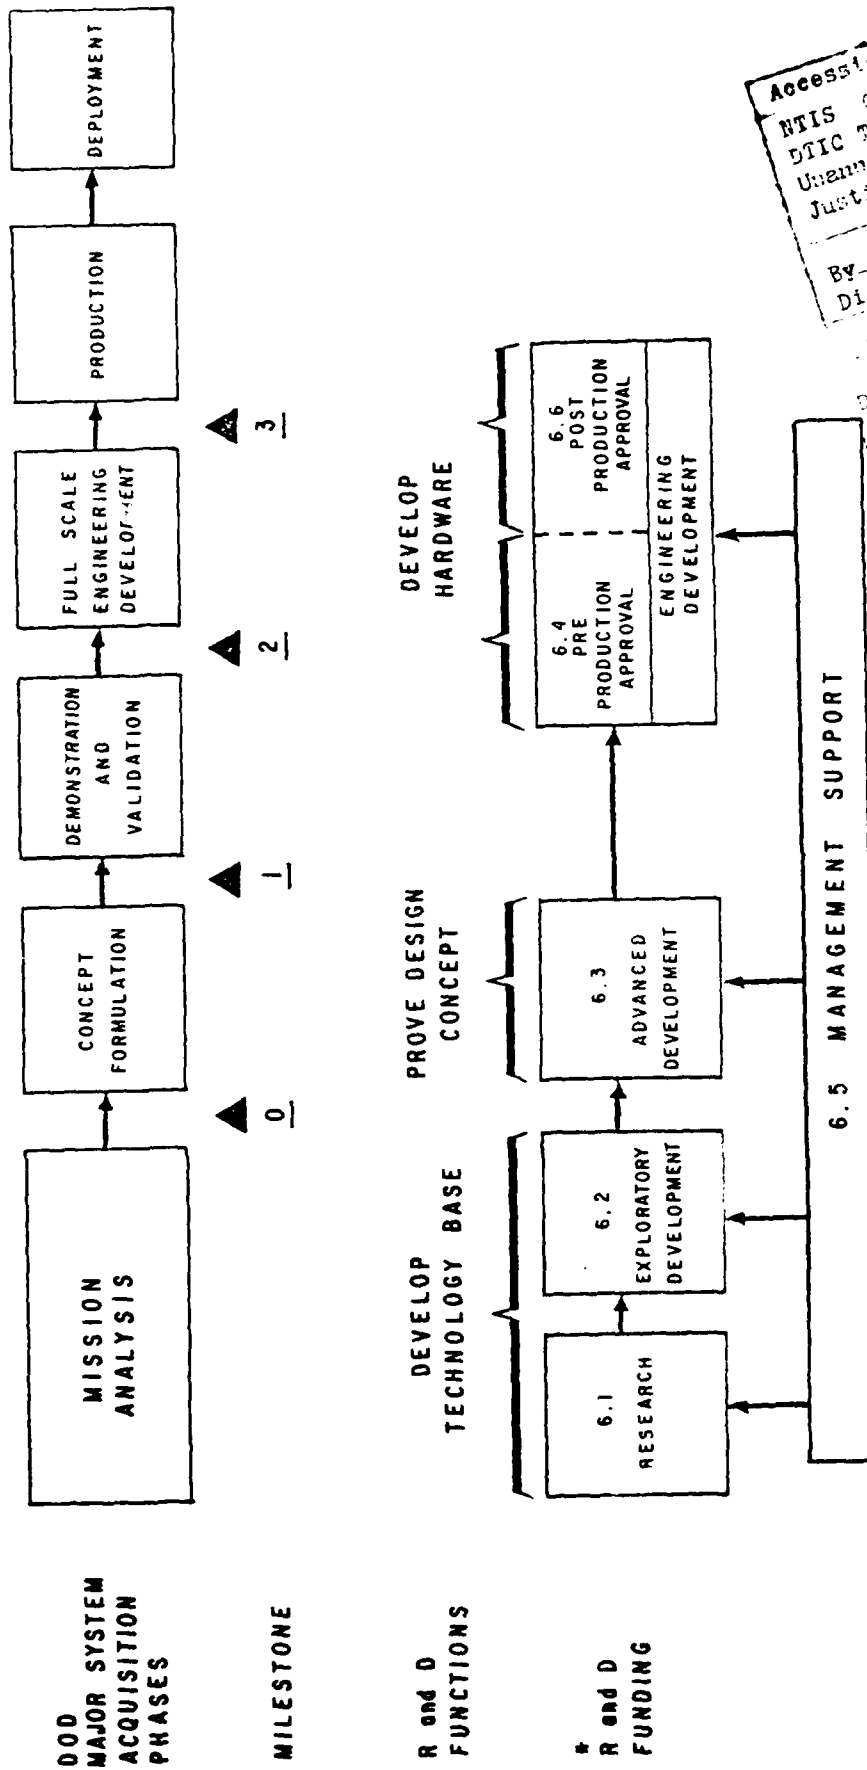 DOD
MAJOR SYSTEM
ACQUISITION
PHASES
MISSION
ANALYSIS
CONCEPT
FORMULATION
DEMONSTRATION
AND
VALIDATION
FULL SCALE
ENGINEERING
PRODUCTION
DEPLOYMENT
MILESTONE
0
1
2
3
R and D
FUNCTIONS
DEVELOP
TECHNOLOGY BASE
PROVE DESIGN
CONCEPT
DEVELOP
HARDWARE
*
R and D
FUNDING
6.1
RESEARCH
6.2
EXPLORATORY
DEVELOPMENT
6.3
ADVANCED
DEVELOPMENT
6.4
PRE
PRODUCTION
APPROVAL
6.6
POST
PRODUCTION
APPROVAL
ENGINEERING
DEVELOPMENT
6.5 MANAGEMENT SUPPORT
NTIS
DTIC
By